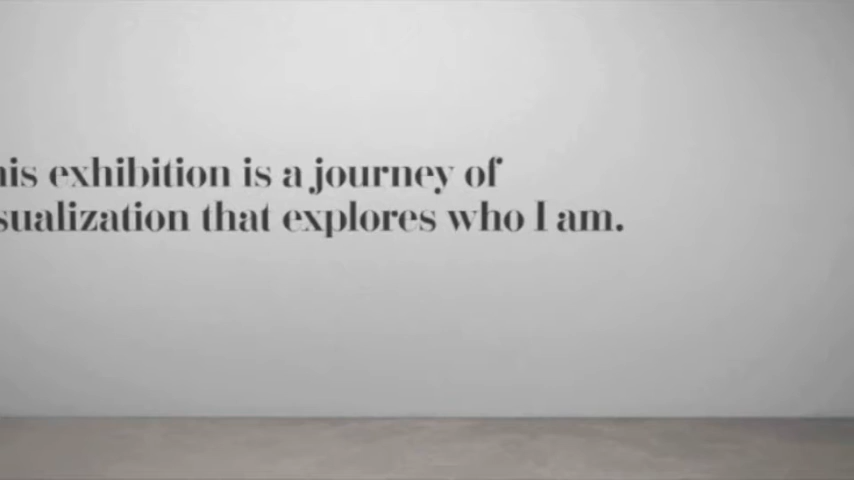 his exhibition is a journey of
sualization that explores who I am.